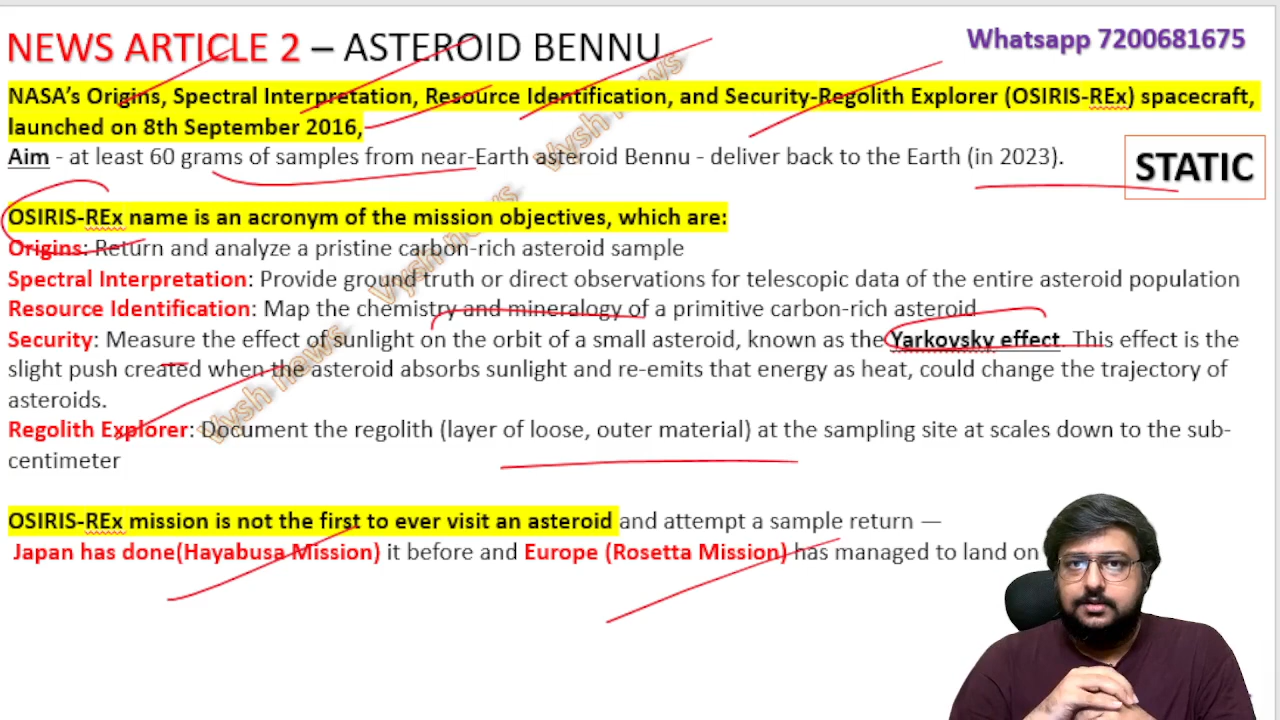 NEWS ARTICLE 2 – ASTEROID BENNU
Whatsapp 7200681675
NASA's Origins, Spectral Interpretation, Resource Identification, and Security-Regolith Explorer (OSIRIS-REx) spacecraft,
launched on 8th September 2016,
Aim - at least 60 grams of samples from near-Earth asteroid Bennu - deliver back to the Earth (in 2023).
STATIC
OSIRIS-REx name is an acronym of the mission objectives, which are:
Origins: Return and analyze a pristine carbon-rich asteroid sample
Spectral Interpretation: Provide ground truth or direct observations for telescopic data of the entire asteroid population
Resource Identification: Map the chemistry and mineralogy of a primitive carbon-rich asteroid
Security: Measure the effect of sunlight on the orbit of a small asteroid, known as the Yarkovsky effect. This effect is the
slight push created when the asteroid absorbs sunlight and re-emits that energy as heat, could change the trajectory of
asteroids.
Regolith Explorer: Document the regolith (layer of loose, outer material) at the sampling site at scales down to the sub-
centimeter
OSIRIS-REx mission is not the first to ever visit an asteroid and attempt a sample return —
Japan has done(Hayabusa Mission) it before and Europe (Rosetta Mission) has managed to land on
Vysh news
Vysh news
Vysh news